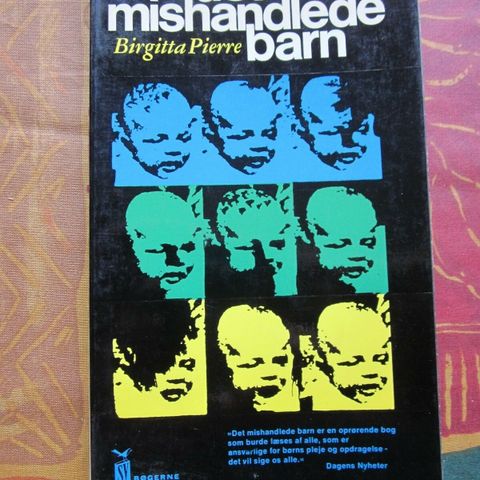 mishandlede
Birgitta Pierre barn
»Det mishandlede barn er en oprørende bog
som burde læses af alle, som er
ansvarlige for børns pleje og opdragelse -
det vil sige os alle.«
Dagens Nyheter
BØGERNE